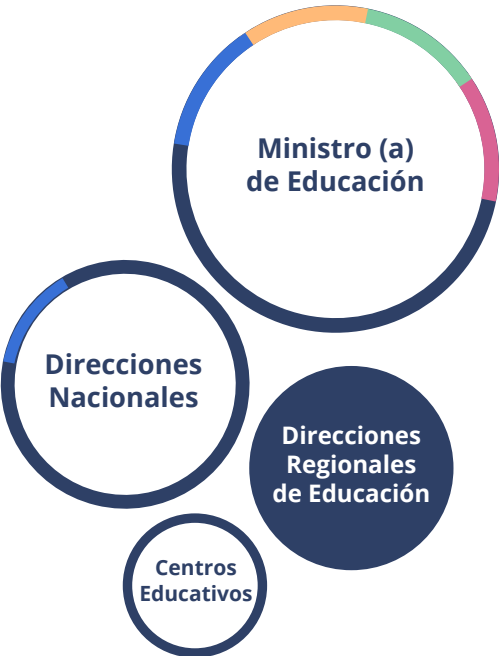 Ministro (a)
de Educación
Direcciones
Nacionales
Direcciones
Regionales
de Educación
Centros
Educativos